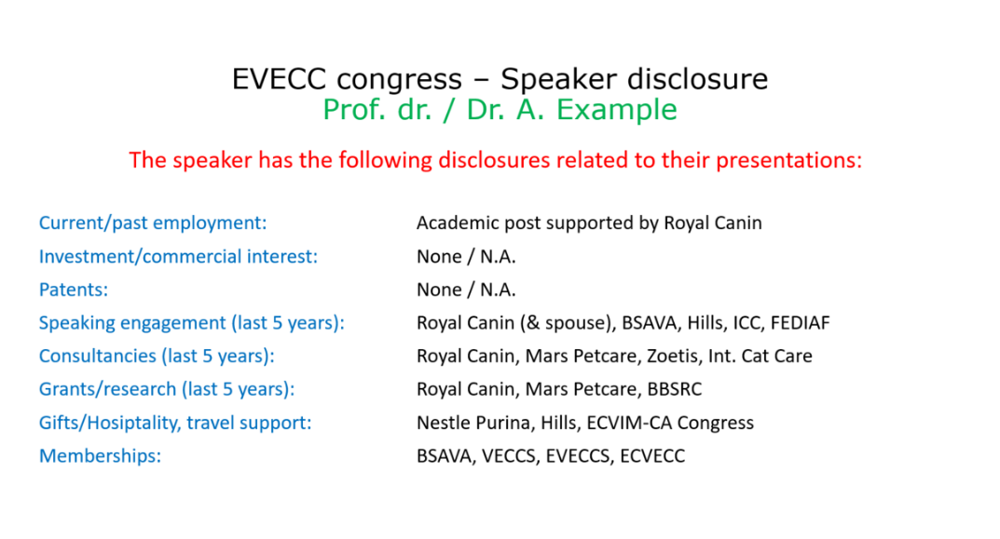 EVECC congress – Speaker disclosure
Prof. dr. / Dr. A. Example
The speaker has the following disclosures related to their presentations:
Current/past employment: Academic post supported by Royal Canin
Investment/commercial interest: None / N.A.
Patents: None / N.A.
Speaking engagement (last 5 years): Royal Canin (& spouse), BSAVA, Hills, ICC, FEDIAF
Consultancies (last 5 years): Royal Canin, Mars Petcare, Zoetis, Int. Cat Care
Grants/research (last 5 years): Royal Canin, Mars Petcare, BBSRC
Gifts/Hosiptality, travel support: Nestle Purina, Hills, ECVIM-CA Congress
Memberships: BSAVA, VECCS, EVECCS, ECVECC